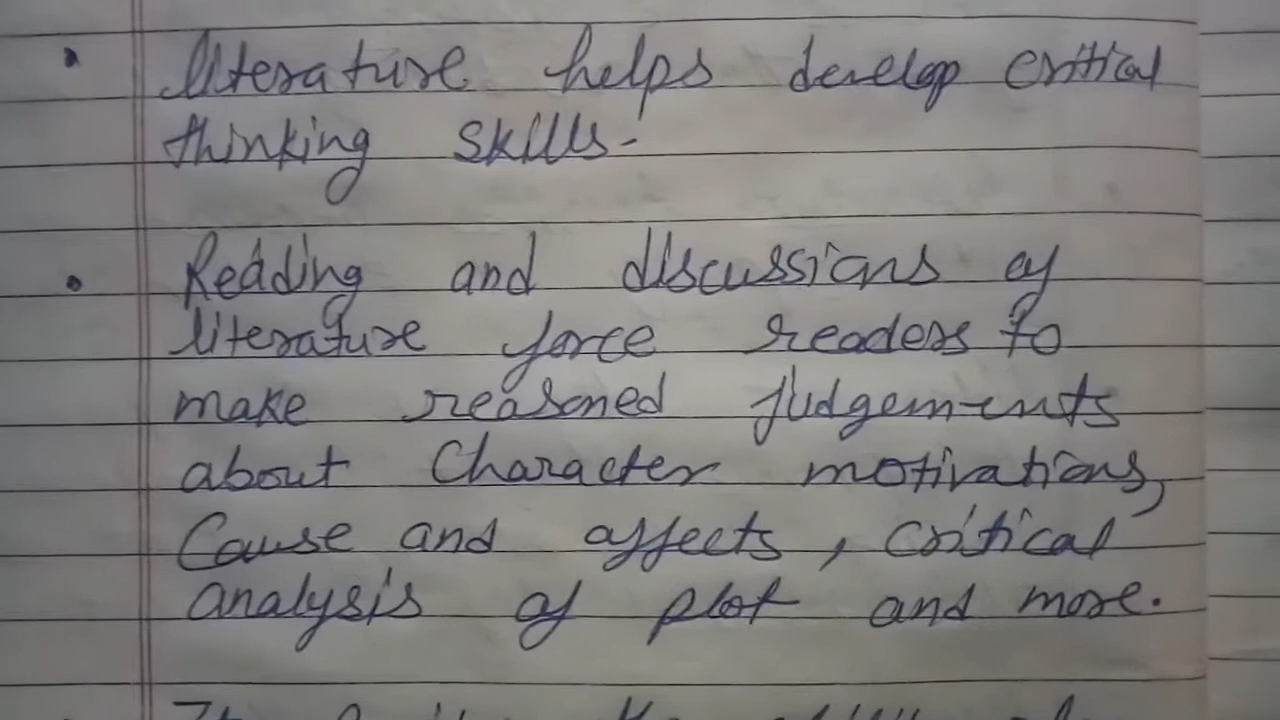 • literature helps develop critical
thinking skills-
• Reading and discussions of
literature force readers to
make reasoned judgements
about Character motivations,
Cause and affects, critical
analysis of plot and more.